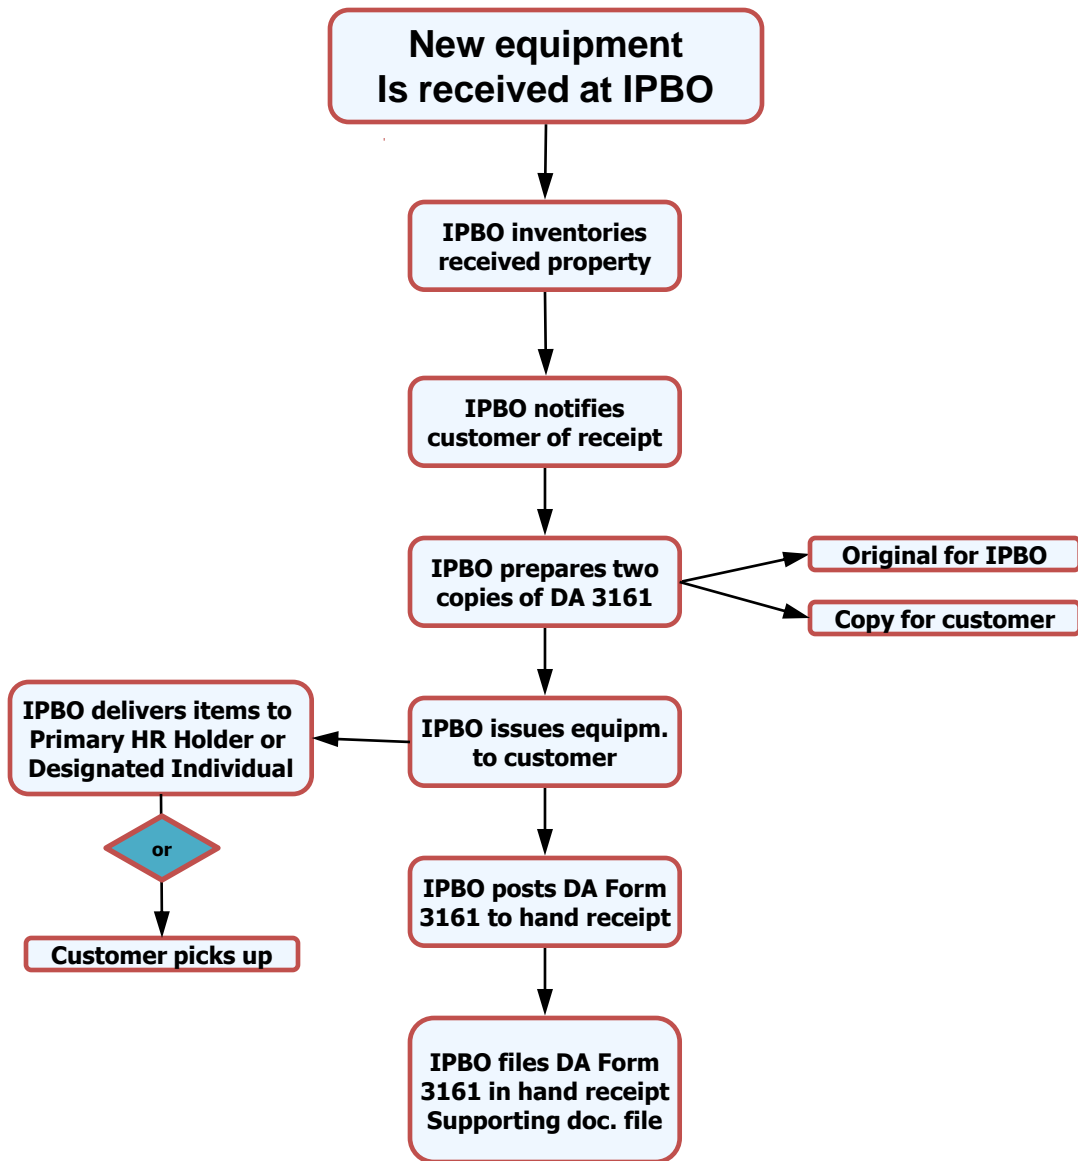 New equipment
Is received at IPBO
IPBO inventories
received property
IPBO notifies
customer of receipt
IPBO prepares two
copies of DA 3161
Original for IPBO
Copy for customer
IPBO issues equipm.
to customer
IPBO delivers items to
Primary HR Holder or
Designated Individual
or
Customer picks up
IPBO posts DA Form
3161 to hand receipt
IPBO files DA Form
3161 in hand receipt
Supporting doc. file